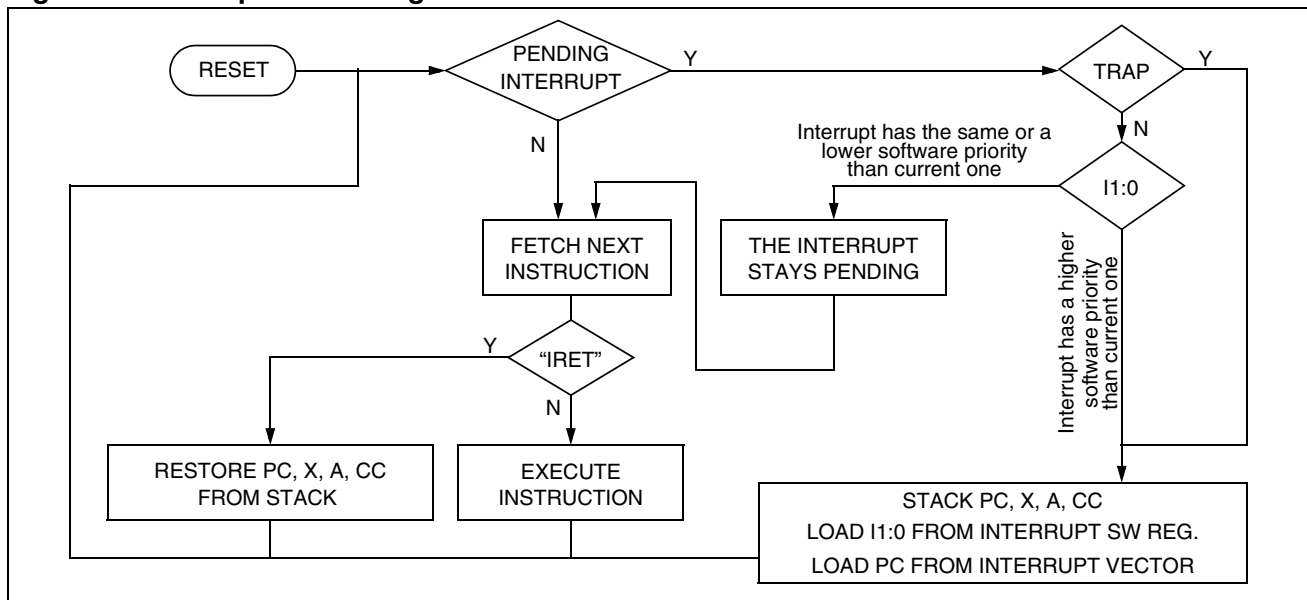 RESET
PENDING
INTERRUPT
Y
TRAP
Y
N
N
Interrupt has the same or a
lower software priority
than current one
I1:0
FETCH NEXT
INSTRUCTION
THE INTERRUPT
STAYS PENDING
Interrupt has a higher
software priority
than current one
Y
“IRET”
N
RESTORE PC, X, A, CC
FROM STACK
EXECUTE
INSTRUCTION
STACK PC, X, A, CC
LOAD I1:0 FROM INTERRUPT SW REG.
LOAD PC FROM INTERRUPT VECTOR